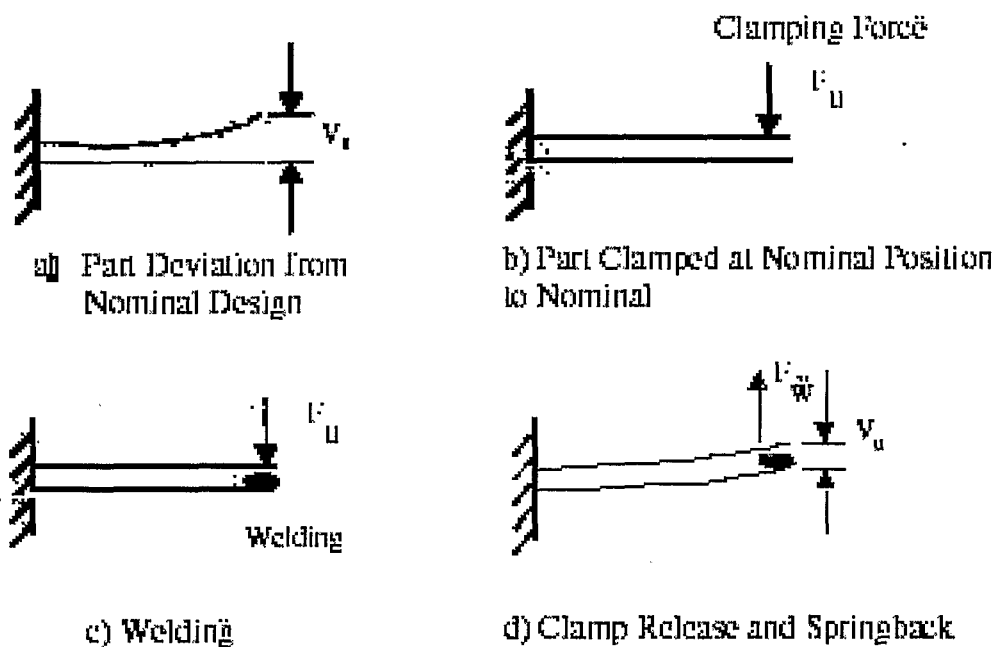 Clamping Force
F
u
V
a) Part Deviation from
Nominal Design
b) Part Clamped at Nominal Position
to Nominal
F
u
Welding
F
w
V
u
c) Welding
d) Clamp Release and Springback